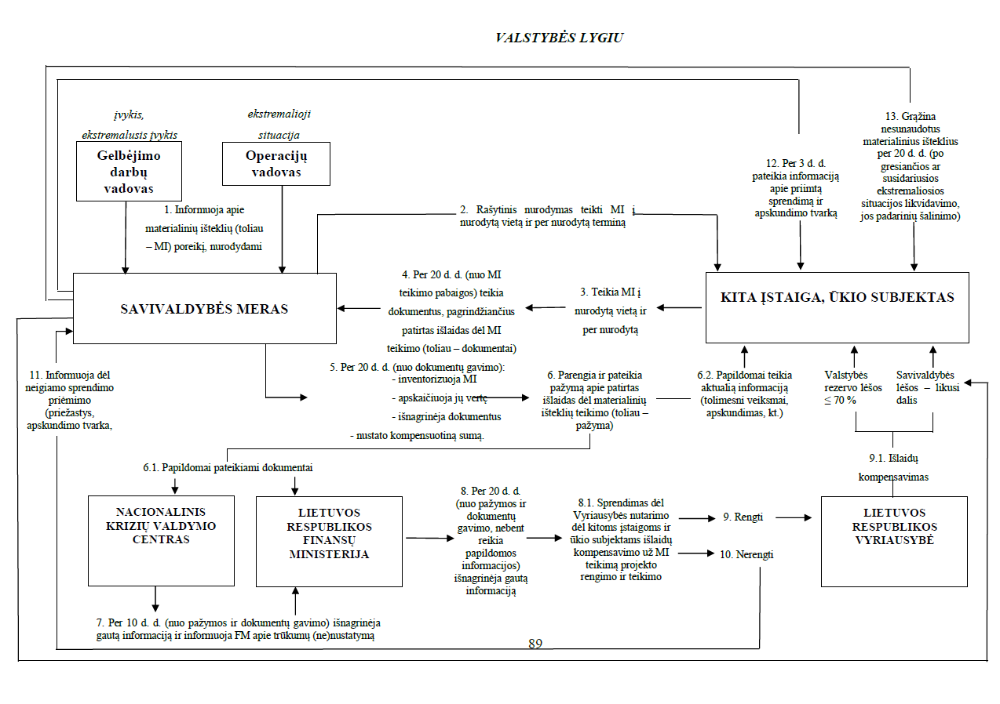 VALSTYBĖS LYGIU
įvykis,
ekstremalusis įvykis
Gelbėjimo
darbų
vadovas
ekstremalioji
situacija
Operacijų
vadovas
1. Informuoja apie
materialinių išteklių (toliau
– MI) poreikį, nurodydami
2. Rašytinis nurodymas teikti MI į
nurodytą vietą ir per nurodytą terminą
12. Per 3 d. d.
pateikia informaciją
apie priimtą
sprendimą ir
apskundimo tvarką
13. Grąžina
nesunaudotus
materialinius išteklius
per 20 d. d. (po
gresiančios ar
susidariusios
ekstremaliosios
situacijos likvidavimo,
jos padarinių šalinimo)
SAVIVALDYBĖS MERAS
4. Per 20 d. d. (nuo MI
teikimo pabaigos) teikia
dokumentus, pagrindžiančius
patirtas išlaidas dėl MI
teikimo (toliau – dokumentai)
3. Teikia MI į
nurodytą vietą ir
per nurodytą
KITA ĮSTAIGA, ŪKIO SUBJEKTAS
11. Informuoja dėl
neigiamo sprendimo
priėmimo
(priežastys,
apskundimo tvarka,
5. Per 20 d. d. (nuo dokumentų gavimo):
- inventorizuoja MI
- apskaičiuoja jų vertę
- išnagrinėja dokumentus
- nustato kompensuotiną sumą.
6. Parengia ir pateikia
pažymą apie patirtas
išlaidas dėl materialinių
išteklių teikimo (toliau –
pažyma)
6.2. Papildomai teikia
aktualią informaciją
(tolimesni veiksmai,
apskundimas, kt.)
Valstybės
rezervo lėšos
≤ 70 %
Savivaldybės
lėšos – likusi
dalis
6.1. Papildomai pateikiami dokumentai
9.1. Išlaidų
kompensavimas
NACIONALINIS
KRIZIŲ VALDYMO
CENTRAS
LIETUVOS
RESPUBLIKOS
FINANSŲ
MINISTERIJA
8. Per 20 d. d.
(nuo pažymos ir
dokumentų
gavimo, nebent
reikia
papildomos
informacijos)
išnagrinėja gautą
informaciją
8.1. Sprendimas dėl
Vyriausybės nutarimo
dėl kitoms įstaigoms ir
ūkio subjektams išlaidų
kompensavimo už MI
teikimą projekto
rengimo ir teikimo
9. Rengti
10. Nerengti
LIETUVOS
RESPUBLIKOS
VYRIAUSYBĖ
7. Per 10 d. d. (nuo pažymos ir dokumentų gavimo) išnagrinėja
gautą informaciją ir informuoja FM apie trūkumų (ne)nustatymą
89